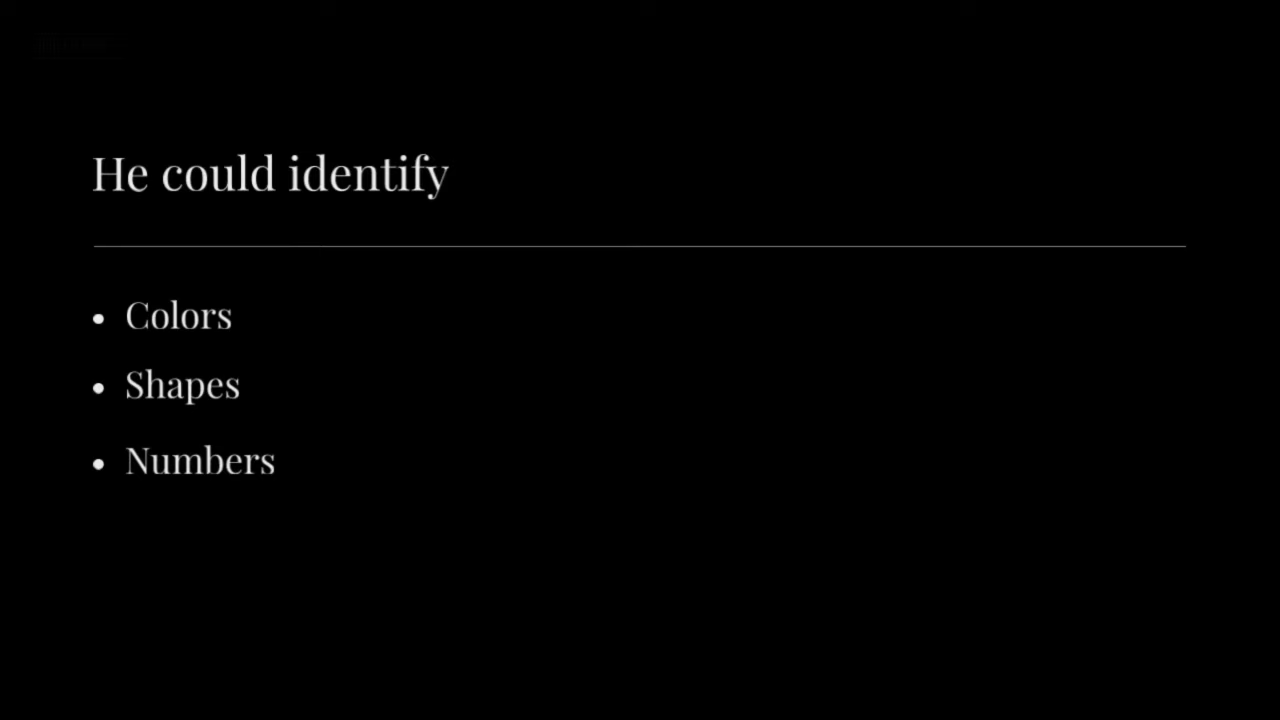 He could identify
• Colors
• Shapes
• Numbers